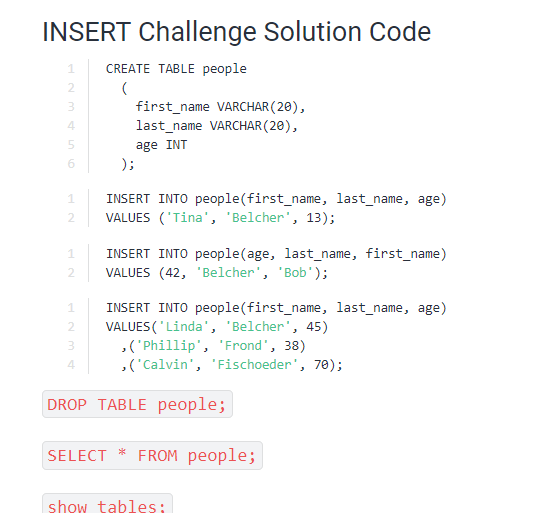 INSERT Challenge Solution Code
1 CREATE TABLE people
2 (
3 first_name VARCHAR(20),
4 last_name VARCHAR(20),
5 age INT
6 );
1 INSERT INTO people(first_name, last_name, age)
2 VALUES ('Tina', 'Belcher', 13);
1 INSERT INTO people(age, last_name, first_name)
2 VALUES (42, 'Belcher', 'Bob');
1 INSERT INTO people(first_name, last_name, age)
2 VALUES('Linda', 'Belcher', 45)
3 ,('Phillip', 'Frond', 38)
4 ,('Calvin', 'Fischoeder', 70);
DROP TABLE people;
SELECT * FROM people;
show tables;